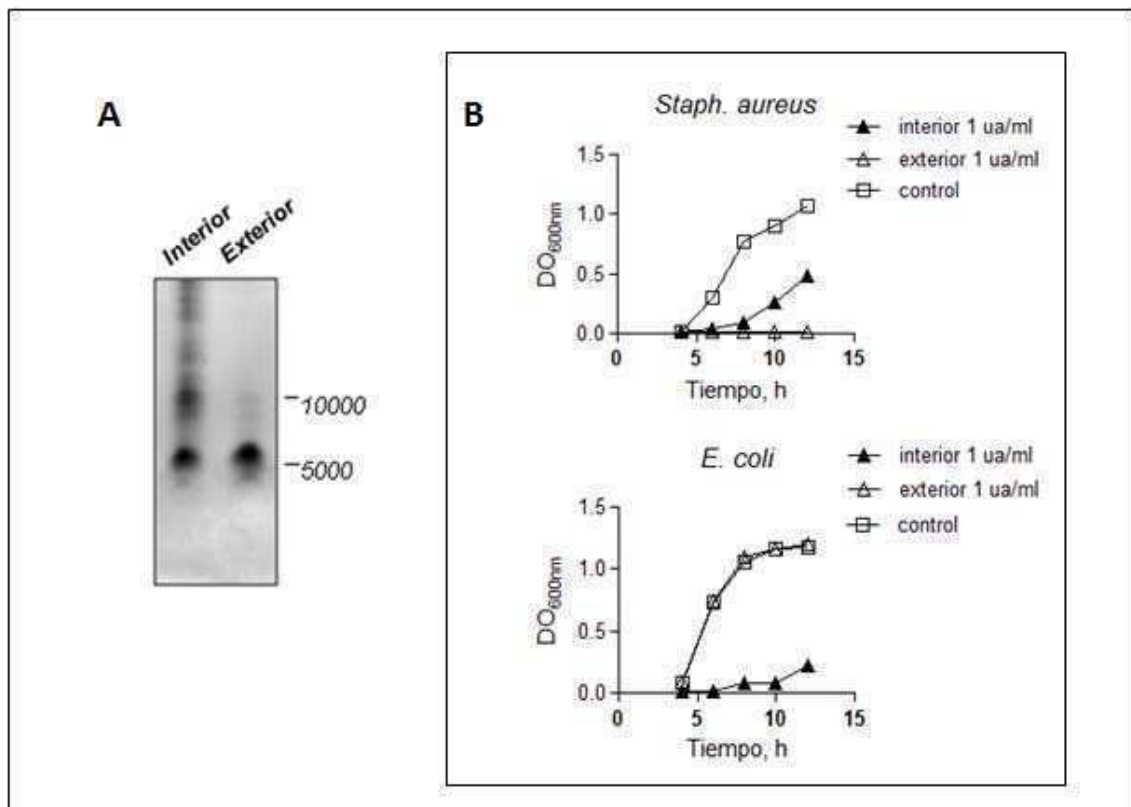 A
Interior
Exterior
10000
5000
B
Staph. aureus
interior 1 ua/ml
exterior 1 ua/ml
control
1.5
1.0
0.5
0.0
DO600nm
0 5 10 15
Tiempo, h
E. coli
interior 1 ua/ml
exterior 1 ua/ml
control
1.5
1.0
0.5
0.0
DO600nm
0 5 10 15
Tiempo, h